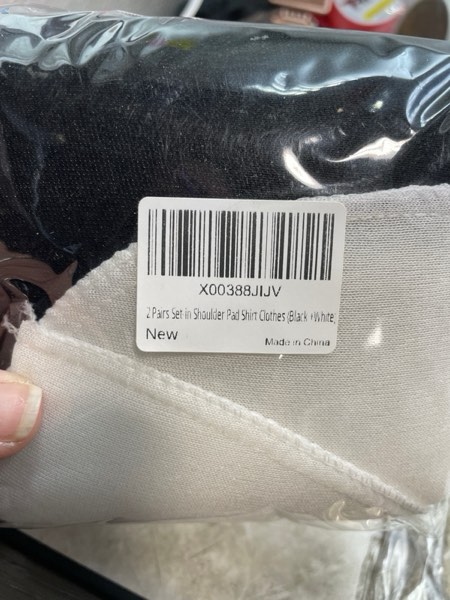 X00388JIJV
2 Pairs Set-in Shoulder Pad Shirt Clothes (Black +White)
New
Made in China